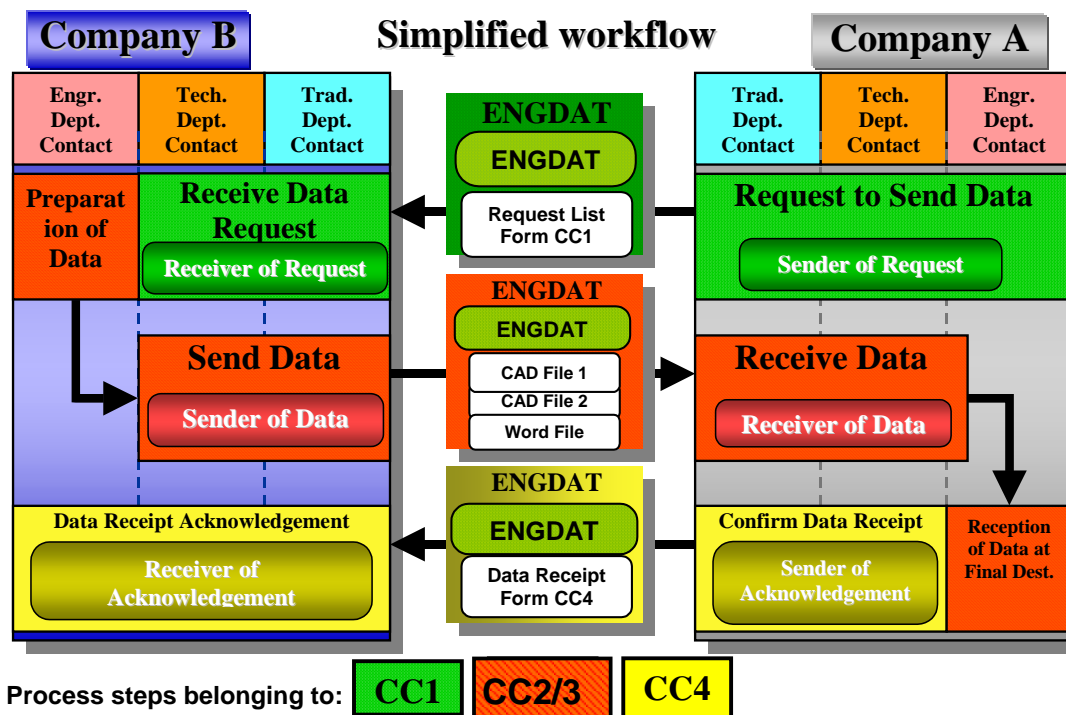 Company B
Simplified workflow
Company A
Engr.
Dept.
Contact
Tech.
Dept.
Contact
Trad.
Dept.
Contact
ENGDAT
ENGDAT
Request List
Form CC1
Trad.
Dept.
Contact
Tech.
Dept.
Contact
Engr.
Dept.
Contact
Preparat
ion of
Data
Receive Data
Request
Receiver of Request
Request to Send Data
Sender of Request
Send Data
Sender of Data
ENGDAT
ENGDAT
CAD File 1
CAD File 2
Word File
Receive Data
Receiver of Data
Data Receipt Acknowledgement
Receiver of
Acknowledgement
ENGDAT
ENGDAT
Data Receipt
Form CC4
Confirm Data Receipt
Sender of
Acknowledgement
Reception
of Data at
Final Dest.
Process steps belonging to:
CC1
CC2/3
CC4